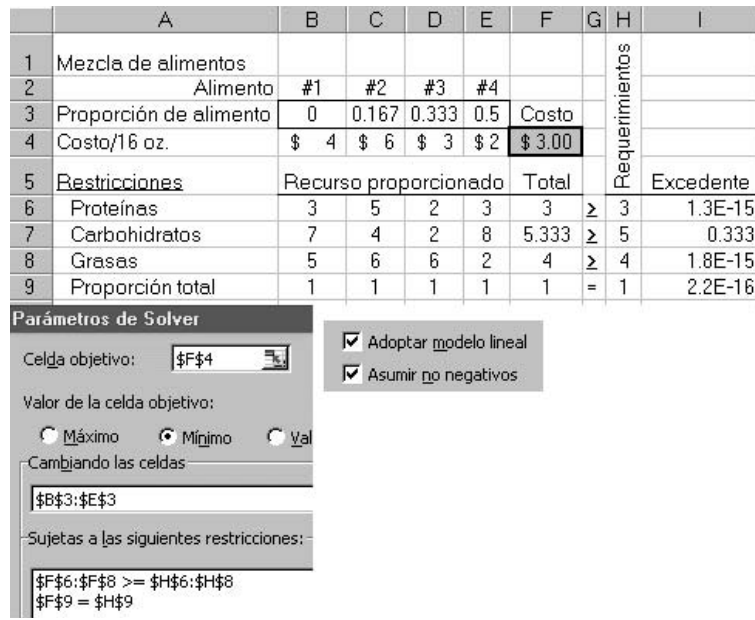 A B C D E F G H I
1 Mezcla de alimentos Requerimientos
2 Alimento #1 #2 #3 #4
3 Proporción de alimento 0 0.167 0.333 0.5 Costo
4 Costo/16 oz. $ 4 $ 6 $ 3 $ 2 $ 3.00
5 Restricciones Recurso proporcionado Total Excedente
6 Proteínas 3 5 2 3 3 ≥ 3 1.3E-15
7 Carbohidratos 7 4 2 8 5.333 ≥ 5 0.333
8 Grasas 5 6 6 2 4 ≥ 4 1.8E-15
9 Proporción total 1 1 1 1 1 = 1 2.2E-16
Parámetros de Solver
Celda objetivo: $F$4
Adoptar modelo lineal
Asumir no negativos
Valor de la celda objetivo:
Máximo Mínimo Val
Cambiando las celdas
$B$3:$E$3
Sujetas a las siguientes restricciones:
$F$6:$F$8 >= $H$6:$H$8
$F$9 = $H$9